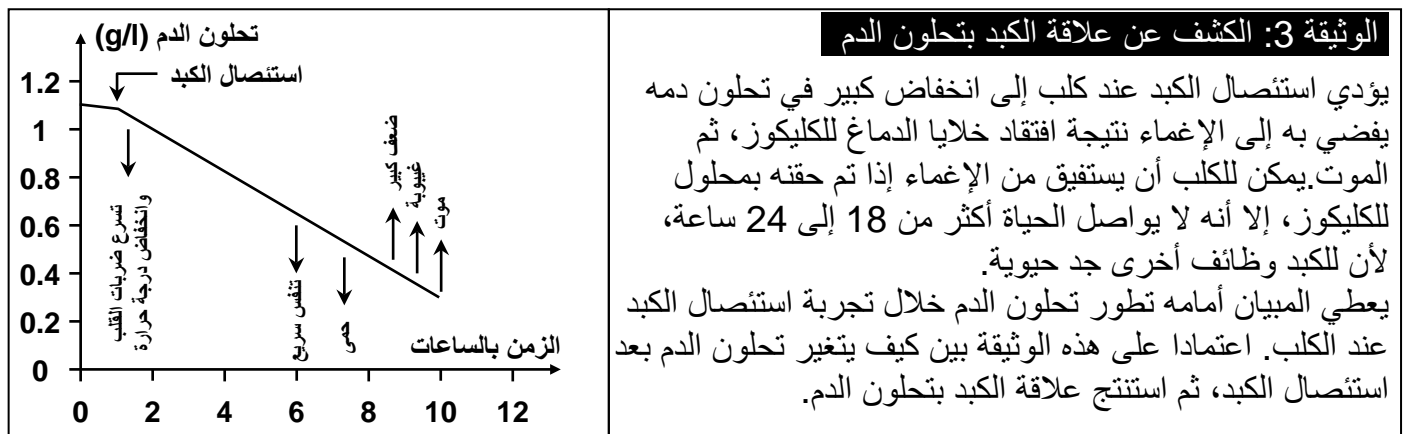 الوثيقة 3: الكشف عن علاقة الكبد بتحلون الدم
يؤدي استئصال الكبد عند كلب إلى انخفاض كبير في تحلون دمه
يفضي به إلى الإغماء نتيجة افتقاد خلايا الدماغ للكليكوز، ثم
الموت.يمكن للكلب أن يستفيق من الإغماء إذا تم حقنه بمحلول
للكليكوز، إلا أنه لا يواصل الحياة أكثر من 18 إلى 24 ساعة،
لأن للكبد وظائف أخرى جد حيوية.
يعطي المبيان أمامه تطور تحلون الدم خلال تجربة استئصال الكبد
عند الكلب. اعتمادا على هذه الوثيقة بين كيف يتغير تحلون الدم بعد
استئصال الكبد، ثم استنتج علاقة الكبد بتحلون الدم.
تحلون الدم (g/l)
استئصال الكبد
1.2
1
0.8
0.6
0.4
0.2
0
تسرع ضربات القلب
وانخفاض درجة حرارة
تنفس سريع
حمى
ضعف كبير
غيبوبة
موت
الزمن بالساعات
0 2 4 6 8 10 12